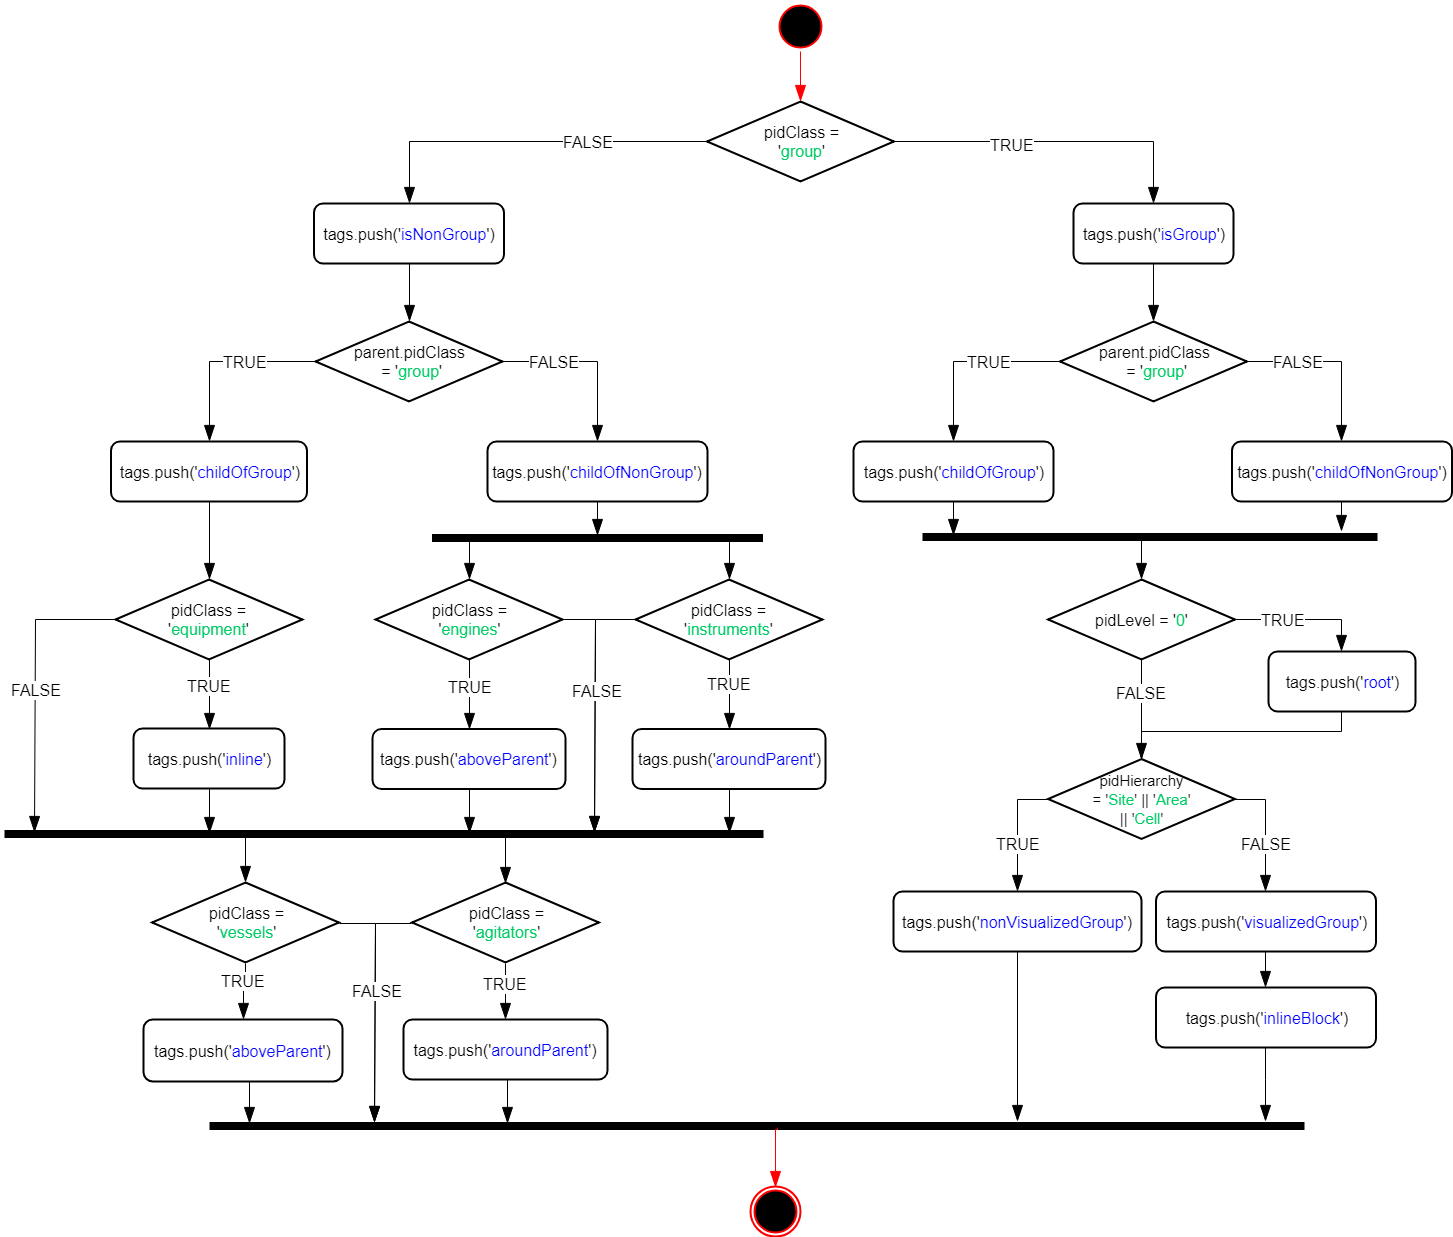 pidClass =
'group'
FALSE
TRUE
tags.push('isNonGroup')
tags.push('isGroup')
parent.pidClass
= 'group'
TRUE
FALSE
parent.pidClass
= 'group'
TRUE
FALSE
tags.push('childOfGroup')
tags.push('childOfNonGroup')
tags.push('childOfGroup')
tags.push('childOfNonGroup')
pidClass =
'equipment'
pidClass =
'engines'
pidClass =
'instruments'
pidLevel = '0'
TRUE
FALSE
TRUE
TRUE
FALSE
TRUE
FALSE
tags.push('root')
tags.push('inline')
tags.push('aboveParent')
tags.push('aroundParent')
pidHierarchy
= 'Site' || 'Area'
|| 'Cell'
TRUE
FALSE
pidClass =
'vessels'
pidClass =
'agitators'
tags.push('nonVisualizedGroup')
tags.push('visualizedGroup')
TRUE
FALSE
TRUE
tags.push('inlineBlock')
tags.push('aboveParent')
tags.push('aroundParent')